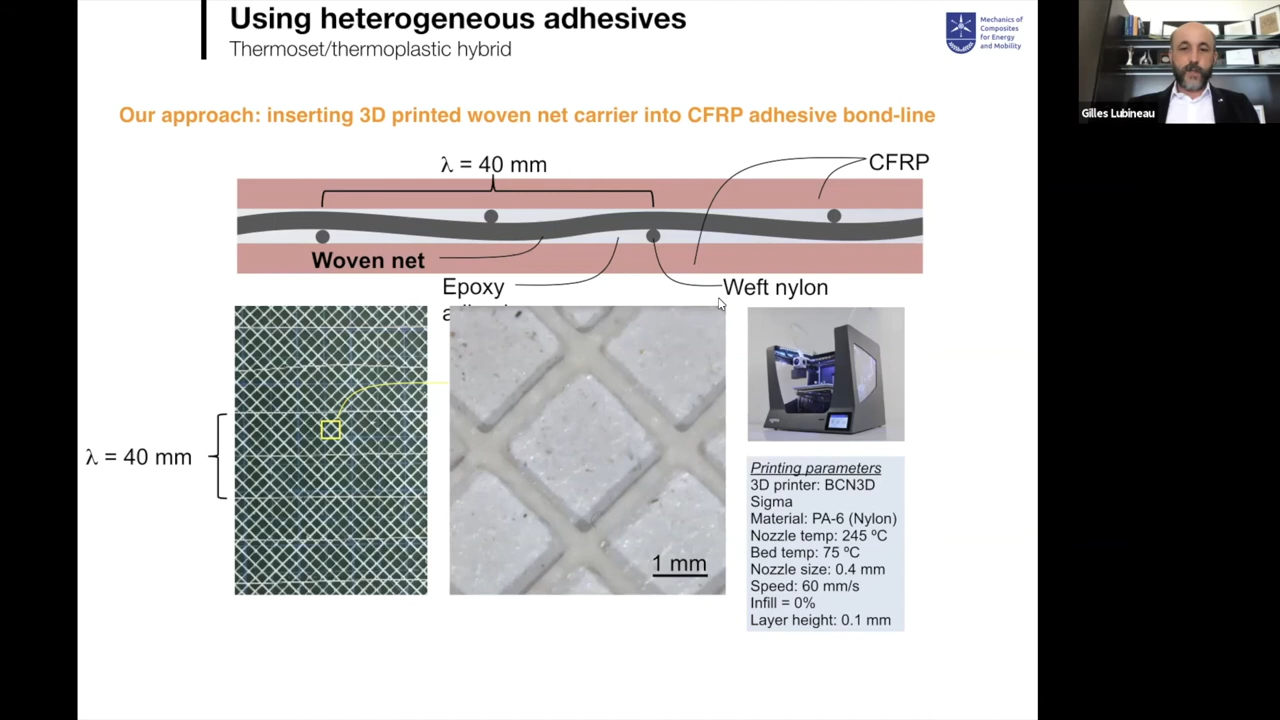 Using heterogeneous adhesives
Thermoset/thermoplastic hybrid
Mechanics of
Composites
for Energy
and Mobility
Gilles Lubineau
Our approach: inserting 3D printed woven net carrier into CFRP adhesive bond-line
λ = 40 mm
CFRP
Woven net
Epoxy
Weft nylon
λ = 40 mm
1 mm
Printing parameters
3D printer: BCN3D
Sigma
Material: PA-6 (Nylon)
Nozzle temp: 245 ºC
Bed temp: 75 ºC
Nozzle size: 0.4 mm
Speed: 60 mm/s
Infill = 0%
Layer height: 0.1 mm